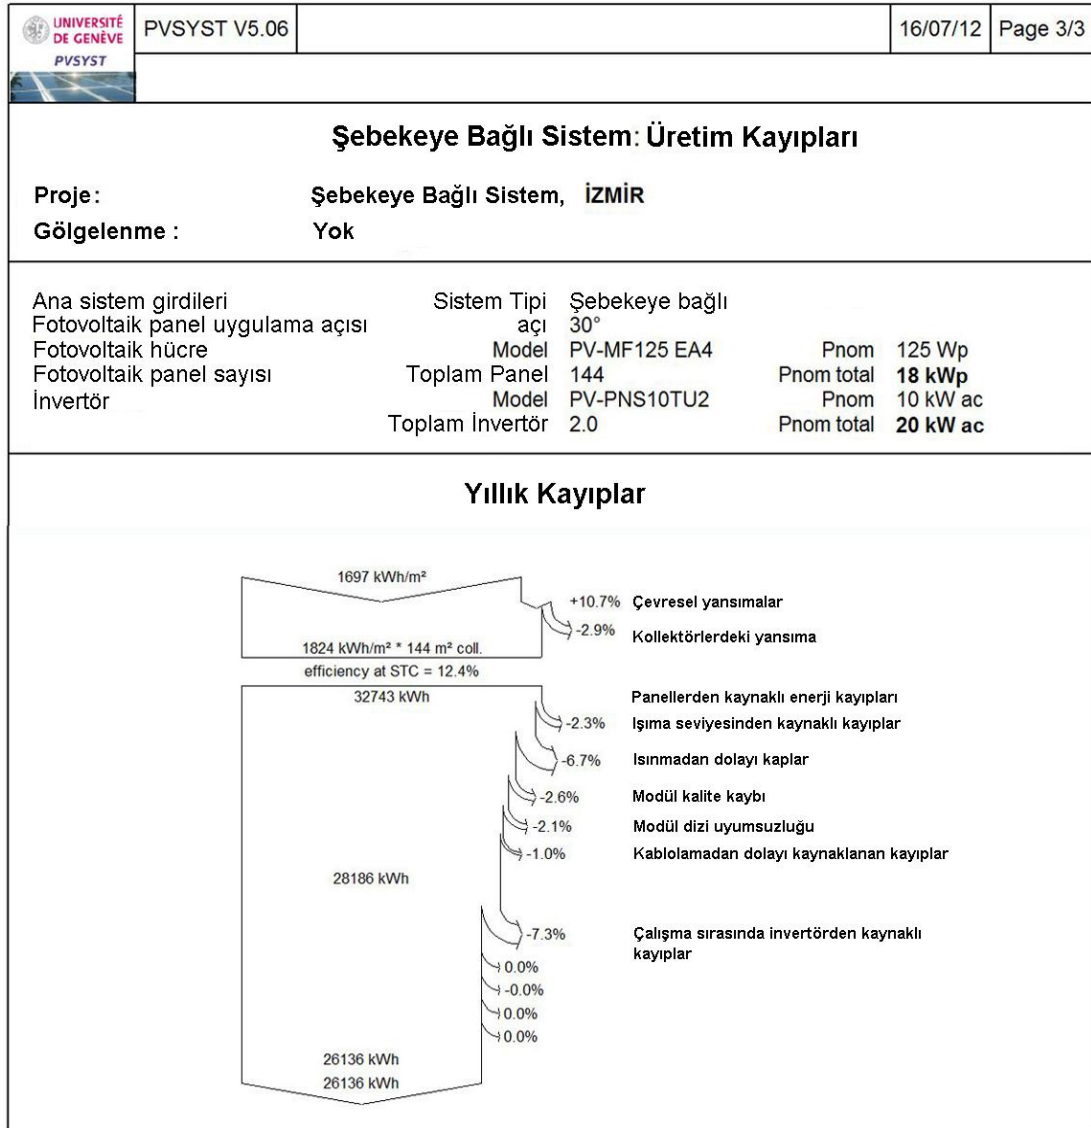 UNIVERSITÉ
DE GENÈVE
PVSYST
PVSYST V5.06
16/07/12
Page 3/3
Şebekeye Bağlı Sistem: Üretim Kayıpları
Proje: Şebekeye Bağlı Sistem, İZMİR
Gölgelenme : Yok
Ana sistem girdileri Sistem Tipi Şebekeye bağlı
Fotovoltaik panel uygulama açısı açı 30°
Fotovoltaik hücre Model PV-MF125 EA4 Pnom 125 Wp
Fotovoltaik panel sayısı Toplam Panel 144 Pnom total 18 kWp
İnvertör Model PV-PNS10TU2 Pnom 10 kW ac
Toplam İnvertör 2.0 Pnom total 20 kW ac
Yıllık Kayıplar
1697 kWh/m²
+10.7% Çevresel yansımalar
-2.9% Kollektörlerdeki yansıma
1824 kWh/m² * 144 m² coll.
efficiency at STC = 12.4%
32743 kWh Panellerden kaynaklı enerji kayıpları
-2.3% Işıma seviyesinden kaynaklı kayıplar
-6.7% Isınmadan dolayı kaplar
-2.6% Modül kalite kaybı
-2.1% Modül dizi uyumsuzluğu
-1.0% Kablolamadan dolayı kaynaklanan kayıplar
28186 kWh
-7.3% Çalışma sırasında invertörden kaynaklı
kayıplar
0.0%
-0.0%
0.0%
0.0%
26136 kWh
26136 kWh